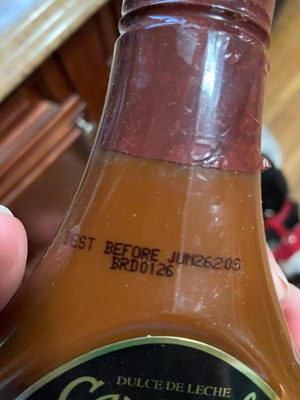 BEST BEFORE JUN26208
BRD0126
DULCE DE LECHE